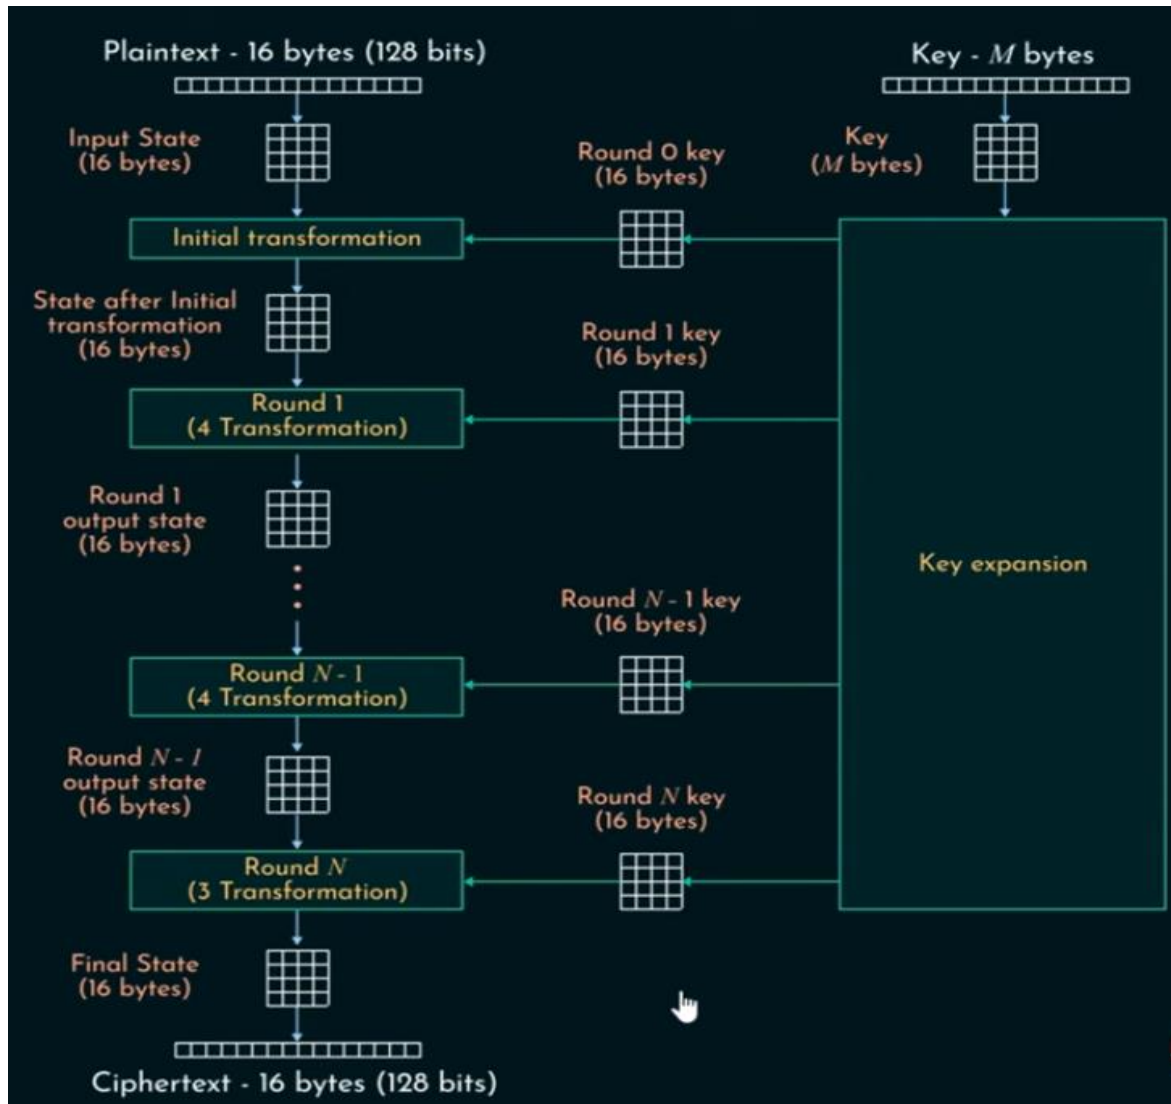 Plaintext - 16 bytes (128 bits)
Key - M bytes
Input State
(16 bytes)
Round 0 key
(16 bytes)
Key
(M bytes)
Initial transformation
State after Initial
transformation
(16 bytes)
Round 1 key
(16 bytes)
Round 1
(4 Transformation)
Round 1
output state
(16 bytes)
Key expansion
Round N - 1 key
(16 bytes)
Round N - 1
(4 Transformation)
Round N - 1
output state
(16 bytes)
Round N key
(16 bytes)
Round N
(3 Transformation)
Final State
(16 bytes)
Ciphertext - 16 bytes (128 bits)